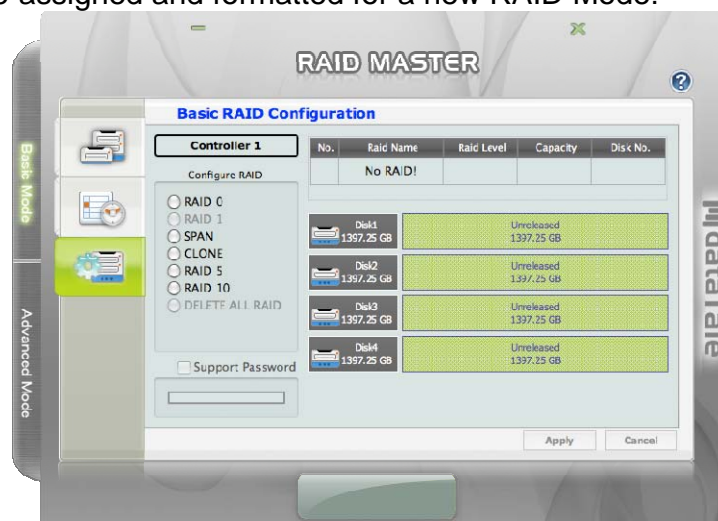 assigned and formatted for a new RAID Mode.
RAID MASTER
?
Basic RAID Configuration
Basic Mode
Advanced Mode
Controller 1
Configure RAID
RAID 0
RAID 1
SPAN
CLONE
RAID 5
RAID 10
DELETE ALL RAID
Support Password
No. Raid Name Raid Level Capacity Disk No.
No RAID!
Disk1
1397.25 GB
Unreleased
1397.25 GB
Disk2
1397.25 GB
Unreleased
1397.25 GB
Disk3
1397.25 GB
Unreleased
1397.25 GB
Disk4
1397.25 GB
Unreleased
1397.25 GB
Apply Cancel
datatale